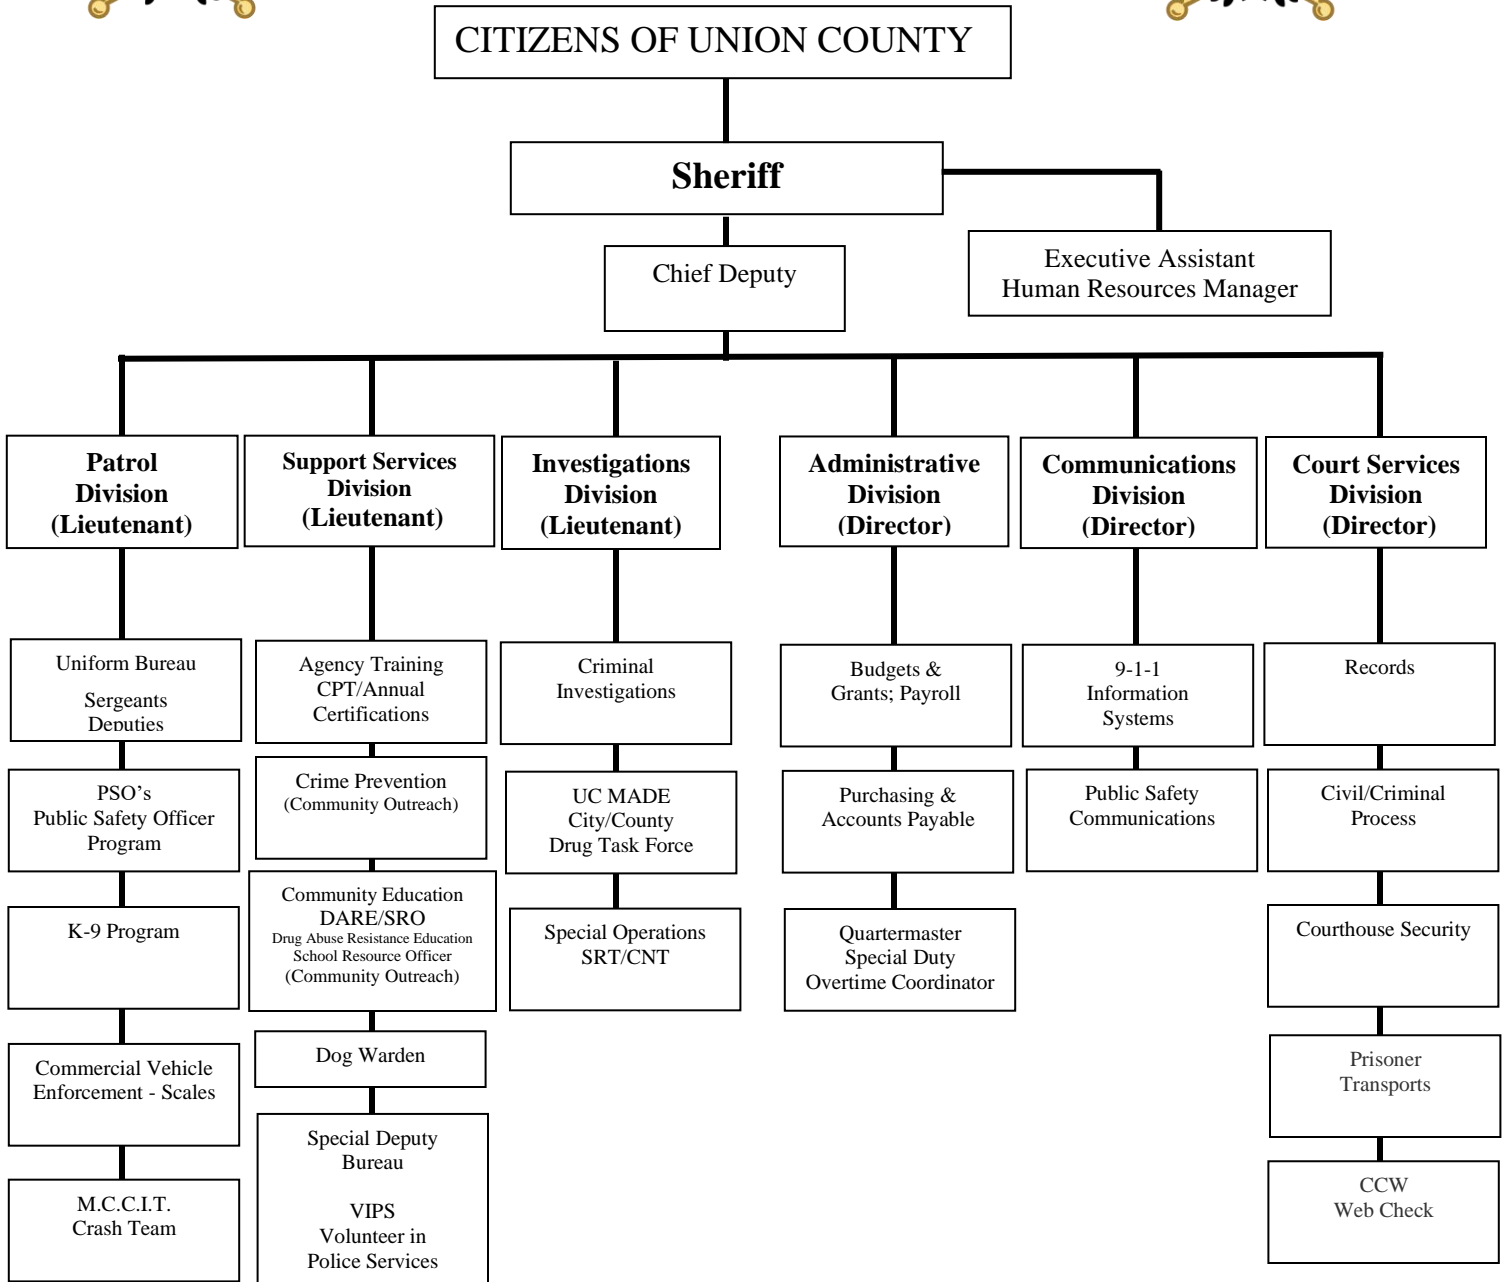 CITIZENS OF UNION COUNTY
Sheriff
Chief Deputy
Executive Assistant
Human Resources Manager
Patrol
Division
(Lieutenant)
Support Services
Division
(Lieutenant)
Investigations
Division
(Lieutenant)
Administrative
Division
(Director)
Communications
Division
(Director)
Court Services
Division
(Director)
Uniform Bureau
Sergeants
Deputies
PSO’s
Public Safety Officer
Program
K-9 Program
Commercial Vehicle
Enforcement - Scales
M.C.C.I.T.
Crash Team
Agency Training
CPT/Annual
Certifications
Crime Prevention
(Community Outreach)
Community Education
DARE/SRO
Drug Abuse Resistance Education
School Resource Officer
(Community Outreach)
Dog Warden
Special Deputy
Bureau
VIPS
Volunteer in
Police Services
Criminal
Investigations
UC MADE
City/County
Drug Task Force
Special Operations
SRT/CNT
Budgets &
Grants; Payroll
Purchasing &
Accounts Payable
Quartermaster
Special Duty
Overtime Coordinator
9-1-1
Information
Systems
Public Safety
Communications
Records
Civil/Criminal
Process
Courthouse Security
Prisoner
Transports
CCW
Web Check